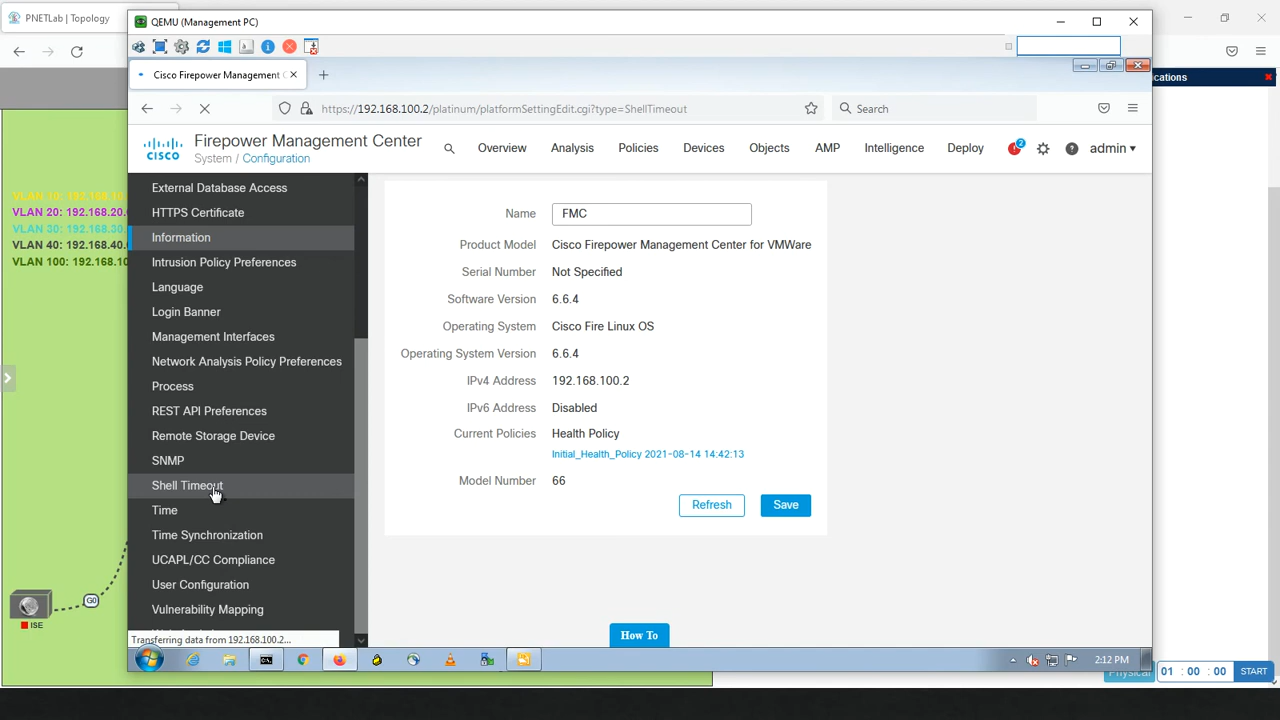 PNETLab | Topology
QEMU (Management PC)
Cisco Firepower Management
https://192.168.100.2/platinum/platformSettingEdit.cgi?type=ShellTimeout
Search
cisco
Firepower Management Center
System / Configuration
Overview
Analysis
Policies
Devices
Objects
AMP
Intelligence
Deploy
2
admin
VLAN 10: 192.168.10
VLAN 20: 192.168.20.
VLAN 30: 192.168.30.
VLAN 40: 192.168.40.
VLAN 100: 192.168.10
G0
ISE
External Database Access
HTTPS Certificate
Information
Intrusion Policy Preferences
Language
Login Banner
Management Interfaces
Network Analysis Policy Preferences
Process
REST API Preferences
Remote Storage Device
SNMP
Shell Timeout
Time
Time Synchronization
UCAPL/CC Compliance
User Configuration
Vulnerability Mapping
Transferring data from 192.168.100.2...
Name FMC
Product Model Cisco Firepower Management Center for VMWare
Serial Number Not Specified
Software Version 6.6.4
Operating System Cisco Fire Linux OS
Operating System Version 6.6.4
IPv4 Address 192.168.100.2
IPv6 Address Disabled
Current Policies Health Policy
Initial_Health_Policy 2021-08-14 14:42:13
Model Number 66
Refresh Save
How To
2:12 PM
cations
Physical 01 : 00 : 00 START